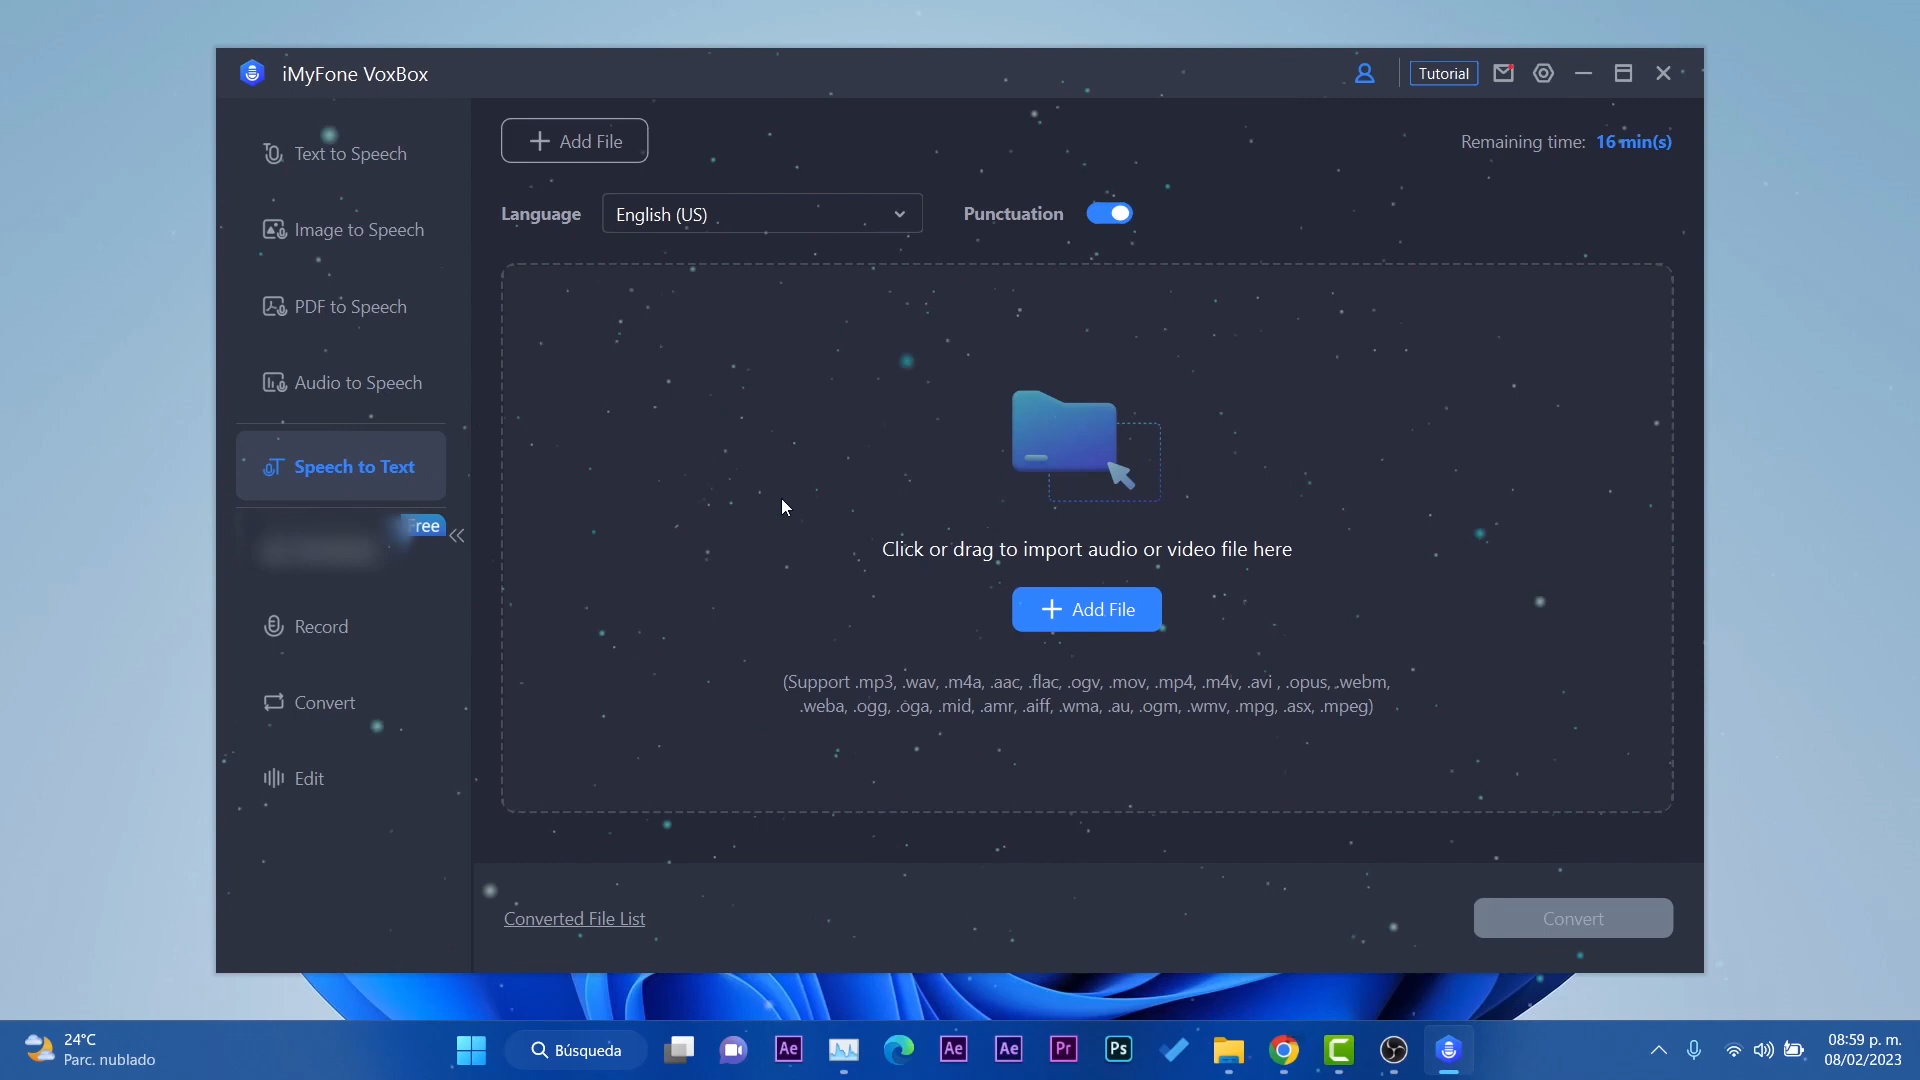 iMyFone VoxBox
Tutorial
Text to Speech
Image to Speech
PDF to Speech
Audio to Speech
Speech to Text
Free
Record
Convert
Edit
Add File
Remaining time: 16 min(s)
Language English (US) Punctuation
Click or drag to import audio or video file here
Add File
(Support .mp3, .wav, .m4a, .aac, .flac, .ogv, .mov, .mp4, .m4v, .avi , .opus, .webm,
.weba, .ogg, .oga, .mid, .amr, .aiff, .wma, .au, .ogm, .wmv, .mpg, .asx, .mpeg)
Converted File List
Convert
24°C
Parc. nublado
Búsqueda
Ae
Ae
Ae
Pr
Ps
08:59 p. m.
08/02/2023